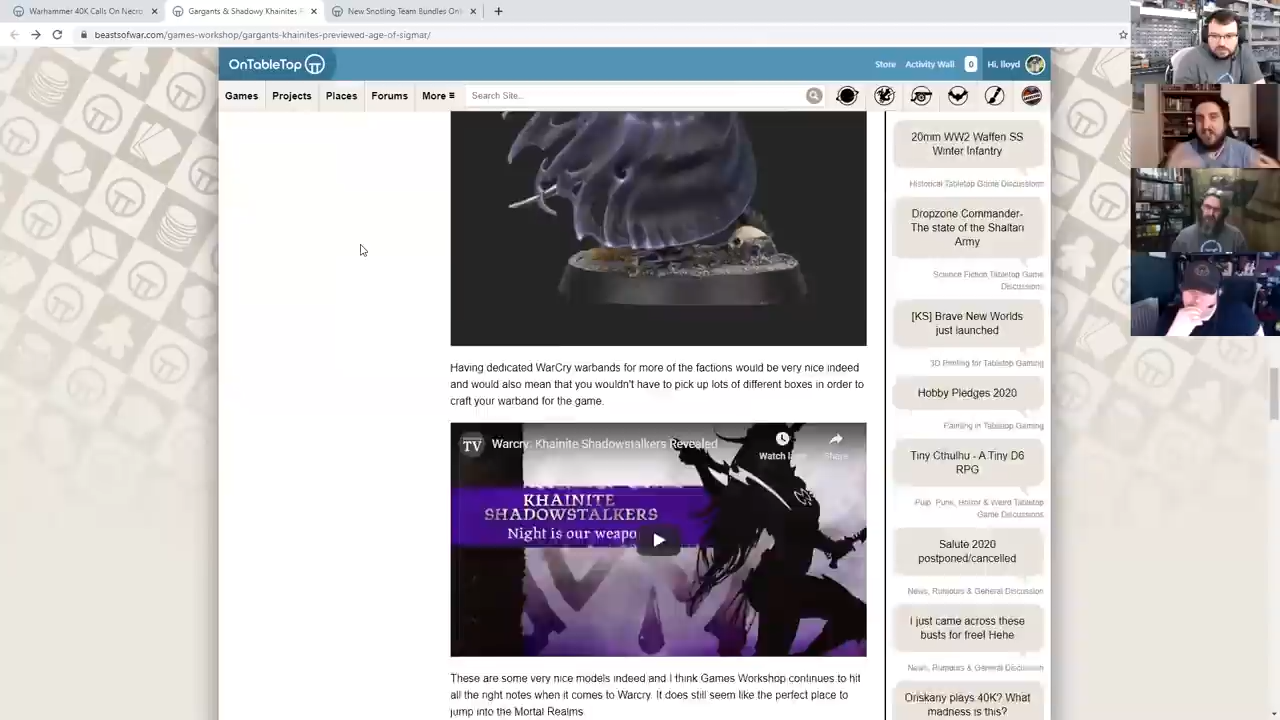 Warhammer 40K Calls On Necro
Gargants & Shadowy Khainites F
New Snotling Team Bundles Onl
beastsofwar.com/games-workshop/gargants-khainites-previewed-age-of-sigmar/
OnTableTop
Store
Activity Wall
0
Hi, lloyd
Games
Projects
Places
Forums
More
Search Site...
20mm WW2 Waffen SS
Winter Infantry
Historical Tabletop Game Discussions
Dropzone Commander-
The state of the Shaltari
Army
Science Fiction Tabletop Game
Discussions
[KS] Brave New Worlds
just launched
3D Printing for Tabletop Gaming
Hobby Pledges 2020
Painting in Tabletop Gaming
Tiny Cthulhu - A Tiny D6
RPG
Pulp, Punk, Horror & Weird Tabletop
Game Discussions
Salute 2020
postponed/cancelled
News, Rumours & General Discussion
I just came across these
busts for free! Hehe
News, Rumours & General Discussion
Oriskany plays 40K? What
madness is this?
Having dedicated WarCry warbands for more of the factions would be very nice indeed
and would also mean that you wouldn't have to pick up lots of different boxes in order to
craft your warband for the game.
TV
Warcry: Khainite Shadowstalkers Revealed
Watch la
Share
KHAINITE
SHADOWSTALKERS
Night is our weapo
These are some very nice models indeed and I think Games Workshop continues to hit
all the right notes when it comes to Warcry. It does still seem like the perfect place to
jump into the Mortal Realms